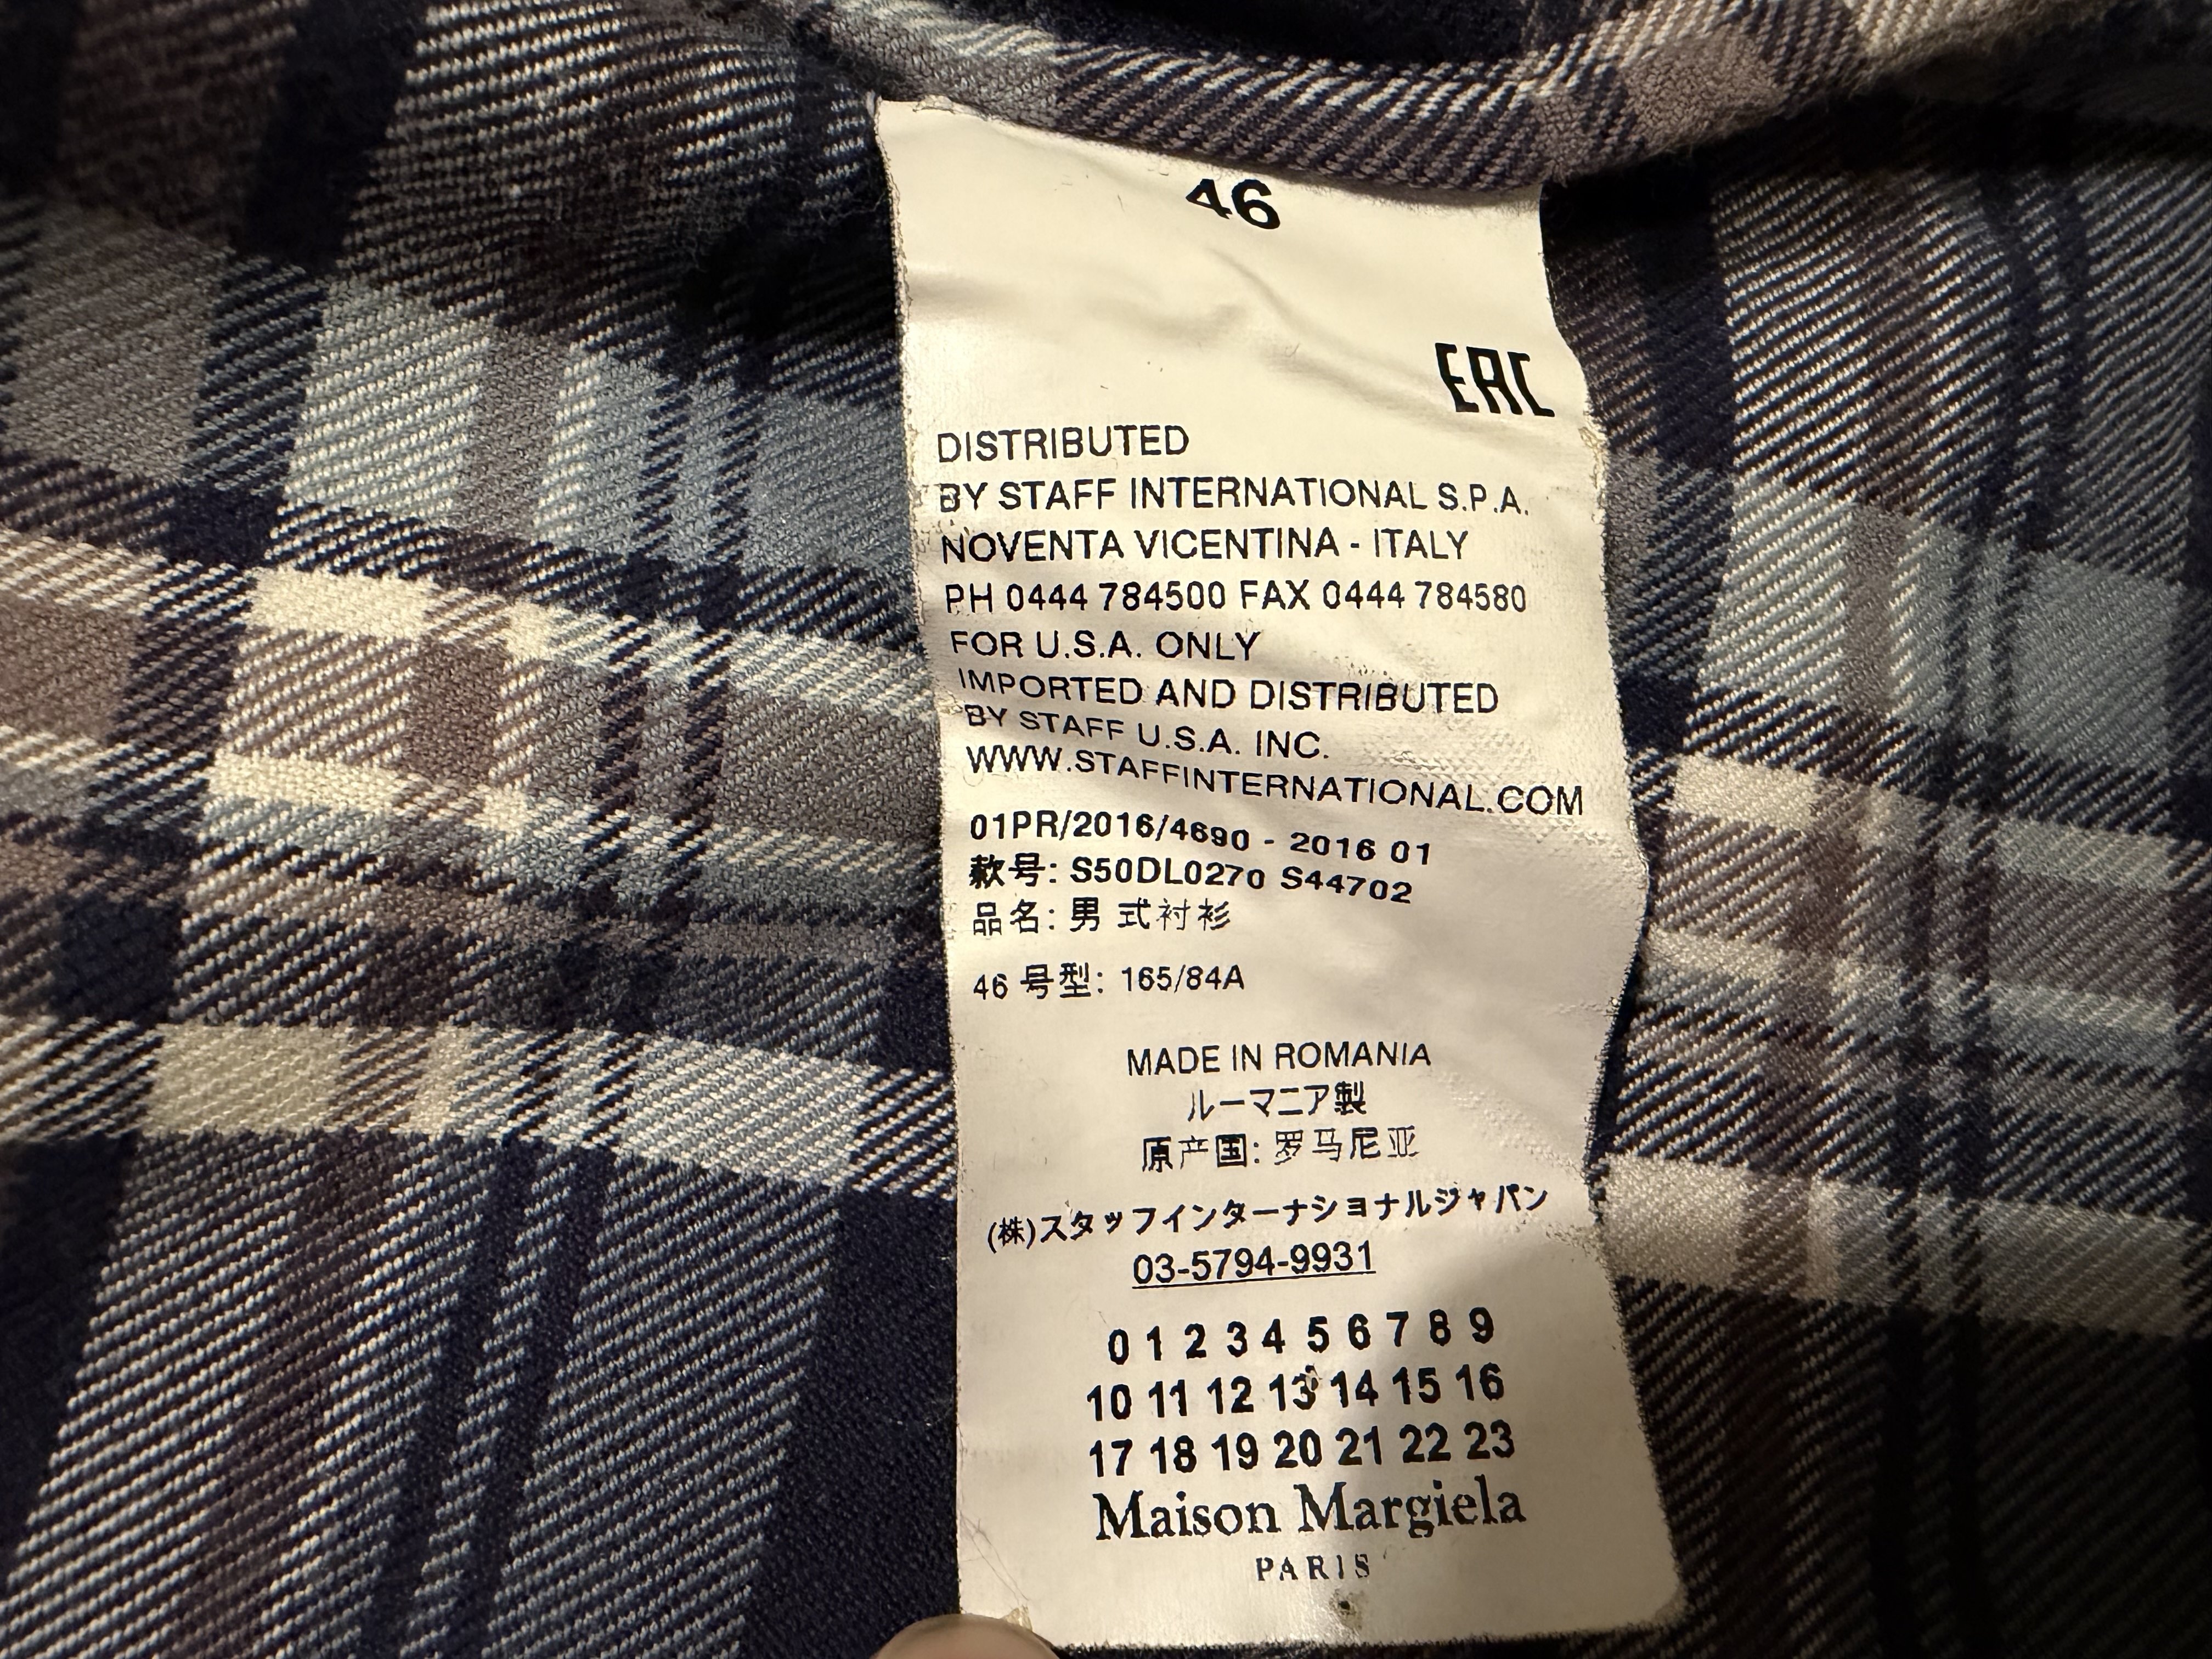 46
EAC
DISTRIBUTED
BY STAFF INTERNATIONAL S.P.A.
NOVENTA VICENTINA - ITALY
PH 0444 784500 FAX 0444 784580
FOR U.S.A. ONLY
IMPORTED AND DISTRIBUTED
BY STAFF U.S.A. INC.
WWW.STAFFINTERNATIONAL.COM
01PR/2016/4690 - 2016 01
款号: S50DL0270 S44702
品名: 男 式衬衫
46 号型: 165/84A
MADE IN ROMANIA
ルーマニア製
原产国: 罗马尼亚
(株)スタッフインターナショナルジャパン
03-5794-9931
0 1 2 3 4 5 6 7 8 9
10 11 12 13 14 15 16
17 18 19 20 21 22 23
Maison Margiela
PARIS